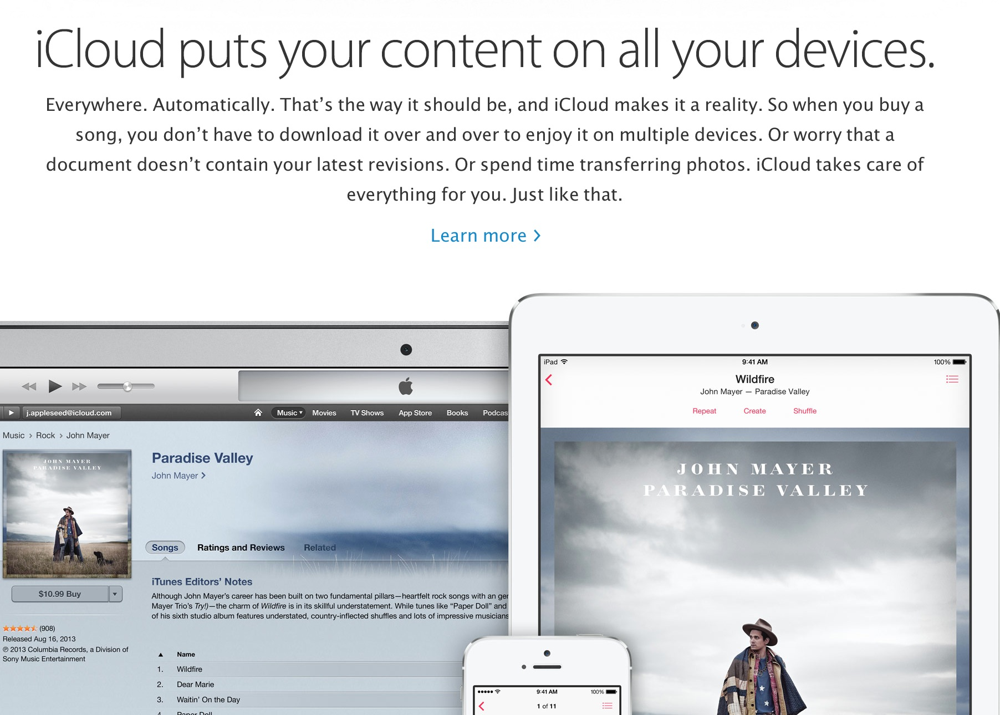 iCloud puts your content on all your devices.
Everywhere. Automatically. That’s the way it should be, and iCloud makes it a reality. So when you buy a
song, you don’t have to download it over and over to enjoy it on multiple devices. Or worry that a
document doesn’t contain your latest revisions. Or spend time transferring photos. iCloud takes care of
everything for you. Just like that.
Learn more >
j.appleseed@icloud.com
Music
Movies
TV Shows
App Store
Books
Music > Rock > John Mayer
JOHN MAYER
PARADISE VALLEY
$10.99 Buy
(908)
Released Aug 16, 2013
℗ 2013 Columbia Records, a Division of
Sony Music Entertainment
Paradise Valley
John Mayer >
Songs
Ratings and Reviews
Related
iTunes Editors’ Notes
Although John Mayer’s career has been built on two fundamental pillars—heartfelt rock songs with an
Mayer Trio’s Try!)—the charm of Wildfire is in its skillful understatement. While tunes like “Paper Doll” and
of his sixth studio album features understated, country-inflected shuffles and lots of impressive musicians
Name
1. Wildfire
2. Dear Marie
3. Waitin’ On the Day
4. Paper Doll
iPad
9:41 AM
100%
Wildfire
John Mayer — Paradise Valley
Repeat
Create
Shuffle
JOHN MAYER
PARADISE VALLEY
9:41 AM
100%
1 of 11